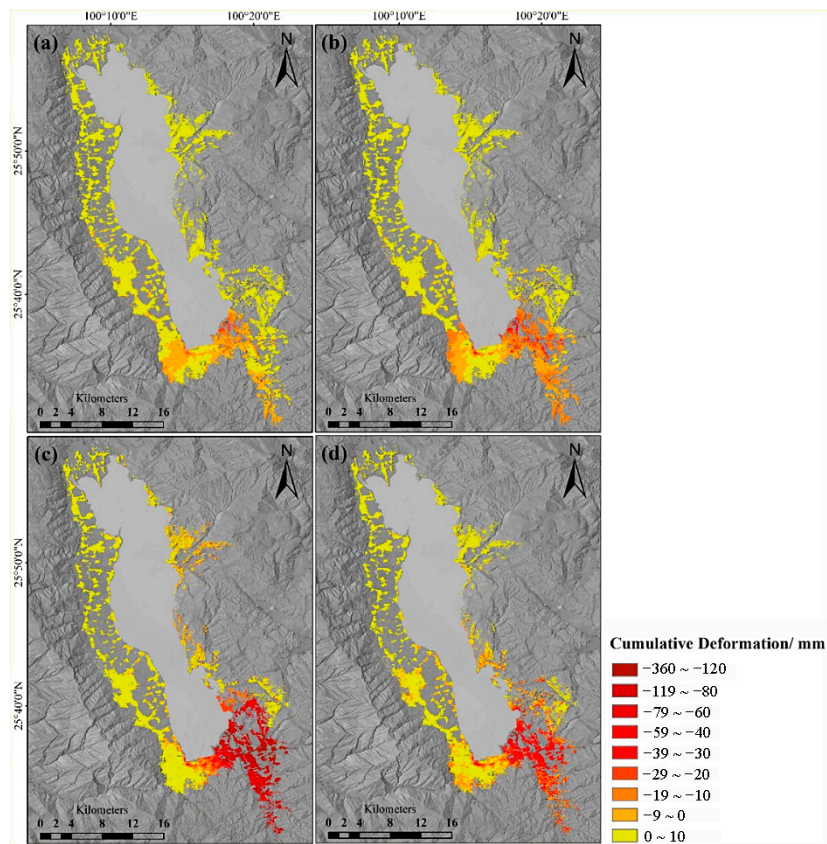 100°10'0"E 100°20'0"E 100°10'0"E 100°20'0"E
(a) N (b) N
25°50'0"N
25°40'0"N
Kilometers Kilometers
0 2 4 8 12 16 0 2 4 8 12 16
(c) N (d) N
25°50'0"N
25°40'0"N
Kilometers Kilometers
0 2 4 8 12 16 0 2 4 8 12 16
Cumulative Deformation/ mm
−360 ~ −120
−119 ~ −80
−79 ~ −60
−59 ~ −40
−39 ~ −30
−29 ~ −20
−19 ~ −10
−9 ~ 0
0 ~ 10